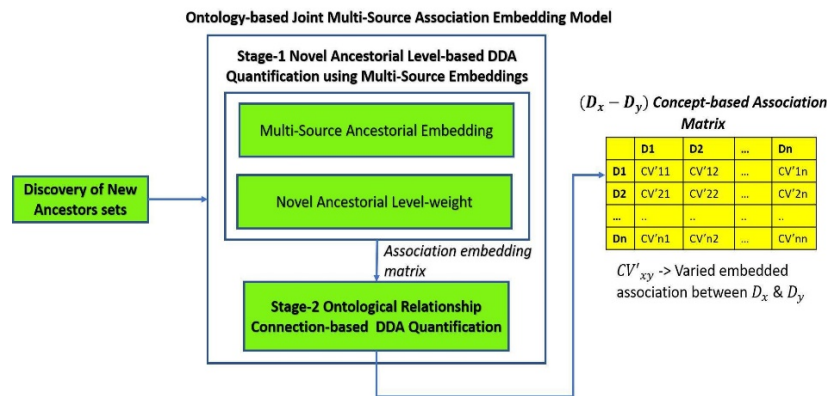 Ontology-based Joint Multi-Source Association Embedding Model
Stage-1 Novel Ancestorial Level-based DDA
Quantification using Multi-Source Embeddings
Multi-Source Ancestorial Embedding
Novel Ancestorial Level-weight
Discovery of New
Ancestors sets
Association embedding
matrix
Stage-2 Ontological Relationship
Connection-based DDA Quantification
(Dx − Dy) Concept-based Association
Matrix
D1 D2 ... Dn
D1 CV'11 CV'12 ... CV'1n
D2 CV'21 CV'22 ... CV'2n
... .. .. .. ..
Dn CV'n1 CV'n2 ... CV'nn
CV'xy -> Varied embedded
association between Dx & Dy